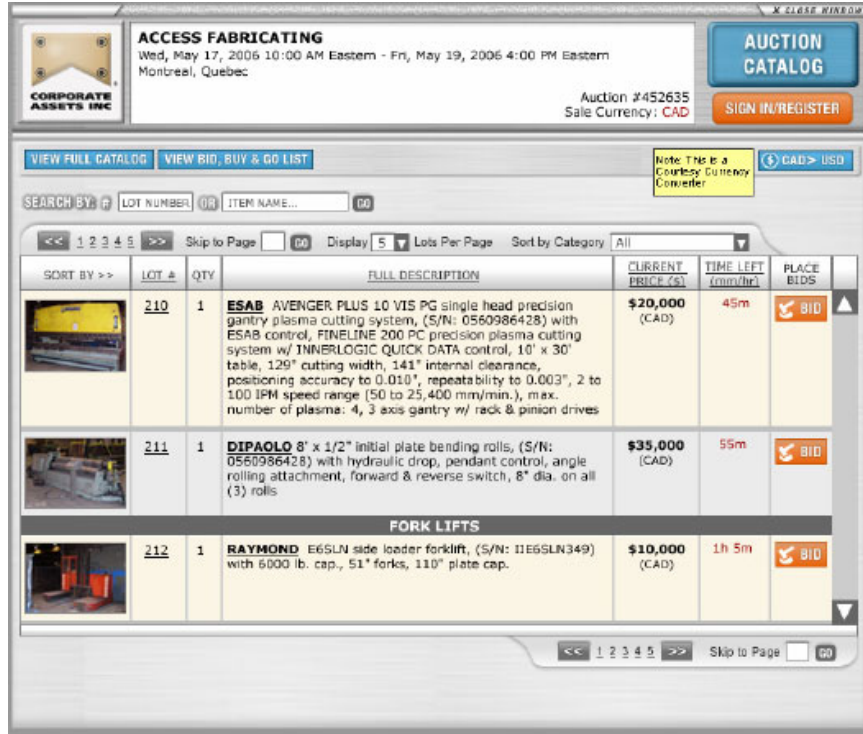 X CLOSE WINDOW
CORPORATE
ASSETS INC
ACCESS FABRICATING
Wed, May 17, 2006 10:00 AM Eastern - Fri, May 19, 2006 4:00 PM Eastern
Montreal, Quebec
Auction #452635
Sale Currency: CAD
AUCTION
CATALOG
SIGN IN/REGISTER
VIEW FULL CATALOG VIEW BID, BUY & GO LIST
Note: This is a
Courtesy Currency
Converter
$ CAD> USD
SEARCH BY: # LOT NUMBER OR ITEM NAME... GO
<< 1 2 3 4 5 >> Skip to Page GO Display 5 Lots Per Page Sort by Category All
SORT BY >> LOT # QTY FULL DESCRIPTION CURRENT PRICE ($) TIME LEFT (mm/hr) PLACE BIDS
210 1 ESAB AVENGER PLUS 10 VIS PG single head precision $20,000 45m BID
gantry plasma cutting system, (S/N: 0560986428) with (CAD)
ESAB control, FINELINE 200 PC precision plasma cutting
system w/ INNERLOGIC QUICK DATA control, 10' x 30'
table, 129" cutting width, 141" internal clearance,
positioning accuracy to 0.010", repeatability to 0.003", 2 to
100 IPM speed range (50 to 25,400 mm/min.), max.
number of plasma: 4, 3 axis gantry w/ rack & pinion drives
211 1 DIPAOLO 8' x 1/2" initial plate bending rolls, (S/N: $35,000 55m BID
0560986428) with hydraulic drop, pendant control, angle (CAD)
rolling attachment, forward & reverse switch, 8" dia. on all
(3) rolls
FORK LIFTS
212 1 RAYMOND E6SLN side loader forklift, (S/N: IIE6SLN349) $10,000 1h 5m BID
with 6000 lb. cap., 51" forks, 110" plate cap. (CAD)
<< 1 2 3 4 5 >> Skip to Page GO